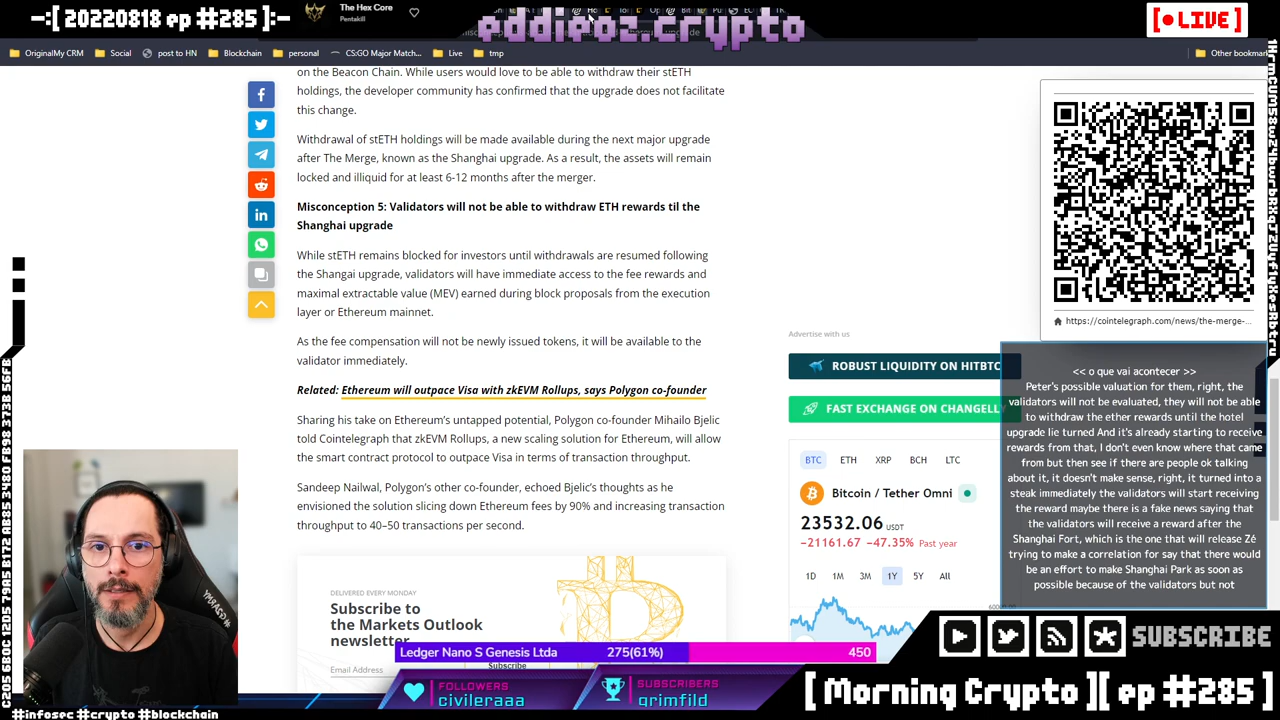 -:[ 20220818 ep #285 ]:-
The Hex Core
Pentakill
eddieoz.crypto
[ LIVE ]
OriginalMy CRM
Social
Blockchain
personal
CS:GO Major Match...
post to HN
Live
tmp
Other bookmar
on the Beacon Chain. While users would love to be able to withdraw their stETH
holdings, the developer community has confirmed that the upgrade does not facilitate
this change.
Withdrawal of stETH holdings will be made available during the next major upgrade
after The Merge, known as the Shanghai upgrade. As a result, the assets will remain
locked and illiquid for at least 6-12 months after the merger.
Misconception 5: Validators will not be able to withdraw ETH rewards til the
Shanghai upgrade
While stETH remains blocked for investors until withdrawals are resumed following
the Shangai upgrade, validators will have immediate access to the fee rewards and
maximal extractable value (MEV) earned during block proposals from the execution
layer or Ethereum mainnet.
As the fee compensation will not be newly issued tokens, it will be available to the
validator immediately.
Related: Ethereum will outpace Visa with zkEVM Rollups, says Polygon co-founder
Sharing his take on Ethereum's untapped potential, Polygon co-founder Mihailo Bjelic
told Cointelegraph that zkEVM Rollups, a new scaling solution for Ethereum, will allow
the smart contract protocol to outpace Visa in terms of transaction throughput.
Sandeep Nailwal, Polygon's other co-founder, echoed Bjelic's thoughts as he
envisioned the solution slicing down Ethereum fees by 90% and increasing transaction
throughput to 40–50 transactions per second.
DELIVERED EVERY MONDAY
Subscribe to
the Markets Outlook
newsletter
Email Address
Subscribe
https://cointelegraph.com/news/the-merge-...
Advertise with us
ROBUST LIQUIDITY ON HITBTC
FAST EXCHANGE ON CHANGELLY
BTC ETH XRP BCH LTC
Bitcoin / Tether Omni
23532.06 USDT
−21161.67 −47.35% Past year
1D 1M 3M 1Y 5Y All
<< o que vai acontecer >>
Peter's possible valuation for them, right, the
validators will not be evaluated, they will not be able
to withdraw the ether rewards until the hotel
upgrade lie turned And it's already starting to receive
rewards from that, I don't even know where that came
from but then see if there are people ok talking
about it, it doesn't make sense, right, it turned into a
steak immediately the validators will start receiving
the reward maybe there is a fake news saying that
the validators will receive a reward after the
Shanghai Fort, which is the one that will release Zé
trying to make a correlation for say that there would
be an effort to make Shanghai Park as soon as
possible because of the validators but not
Ledger Nano S Genesis Ltda 275(61%) 450
FOLLOWERS
civileraaa
SUBSCRIBERS
grimfild
SUBSCRIBE
[ Morning Crypto ][ ep #285 ]
#infosec #crypto #blockchain